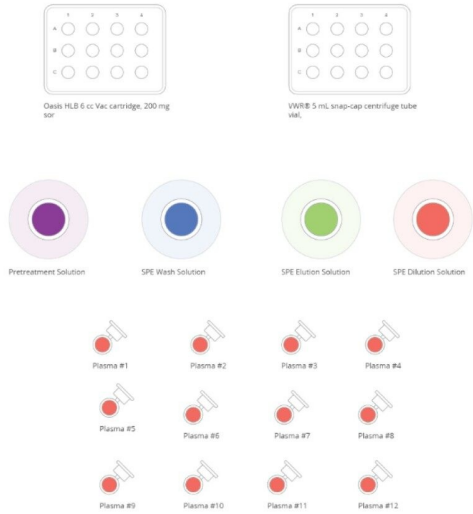 1 2 3 4
A
B
C
Oasis HLB 6 cc Vac cartridge, 200 mg
sor
1 2 3 4
A
B
C
VWR® 5 mL snap-cap centrifuge tube
vial,
Pretreatment Solution
SPE Wash Solution
SPE Elution Solution
SPE Dilution Solution
Plasma #1
Plasma #2
Plasma #3
Plasma #4
Plasma #5
Plasma #6
Plasma #7
Plasma #8
Plasma #9
Plasma #10
Plasma #11
Plasma #12